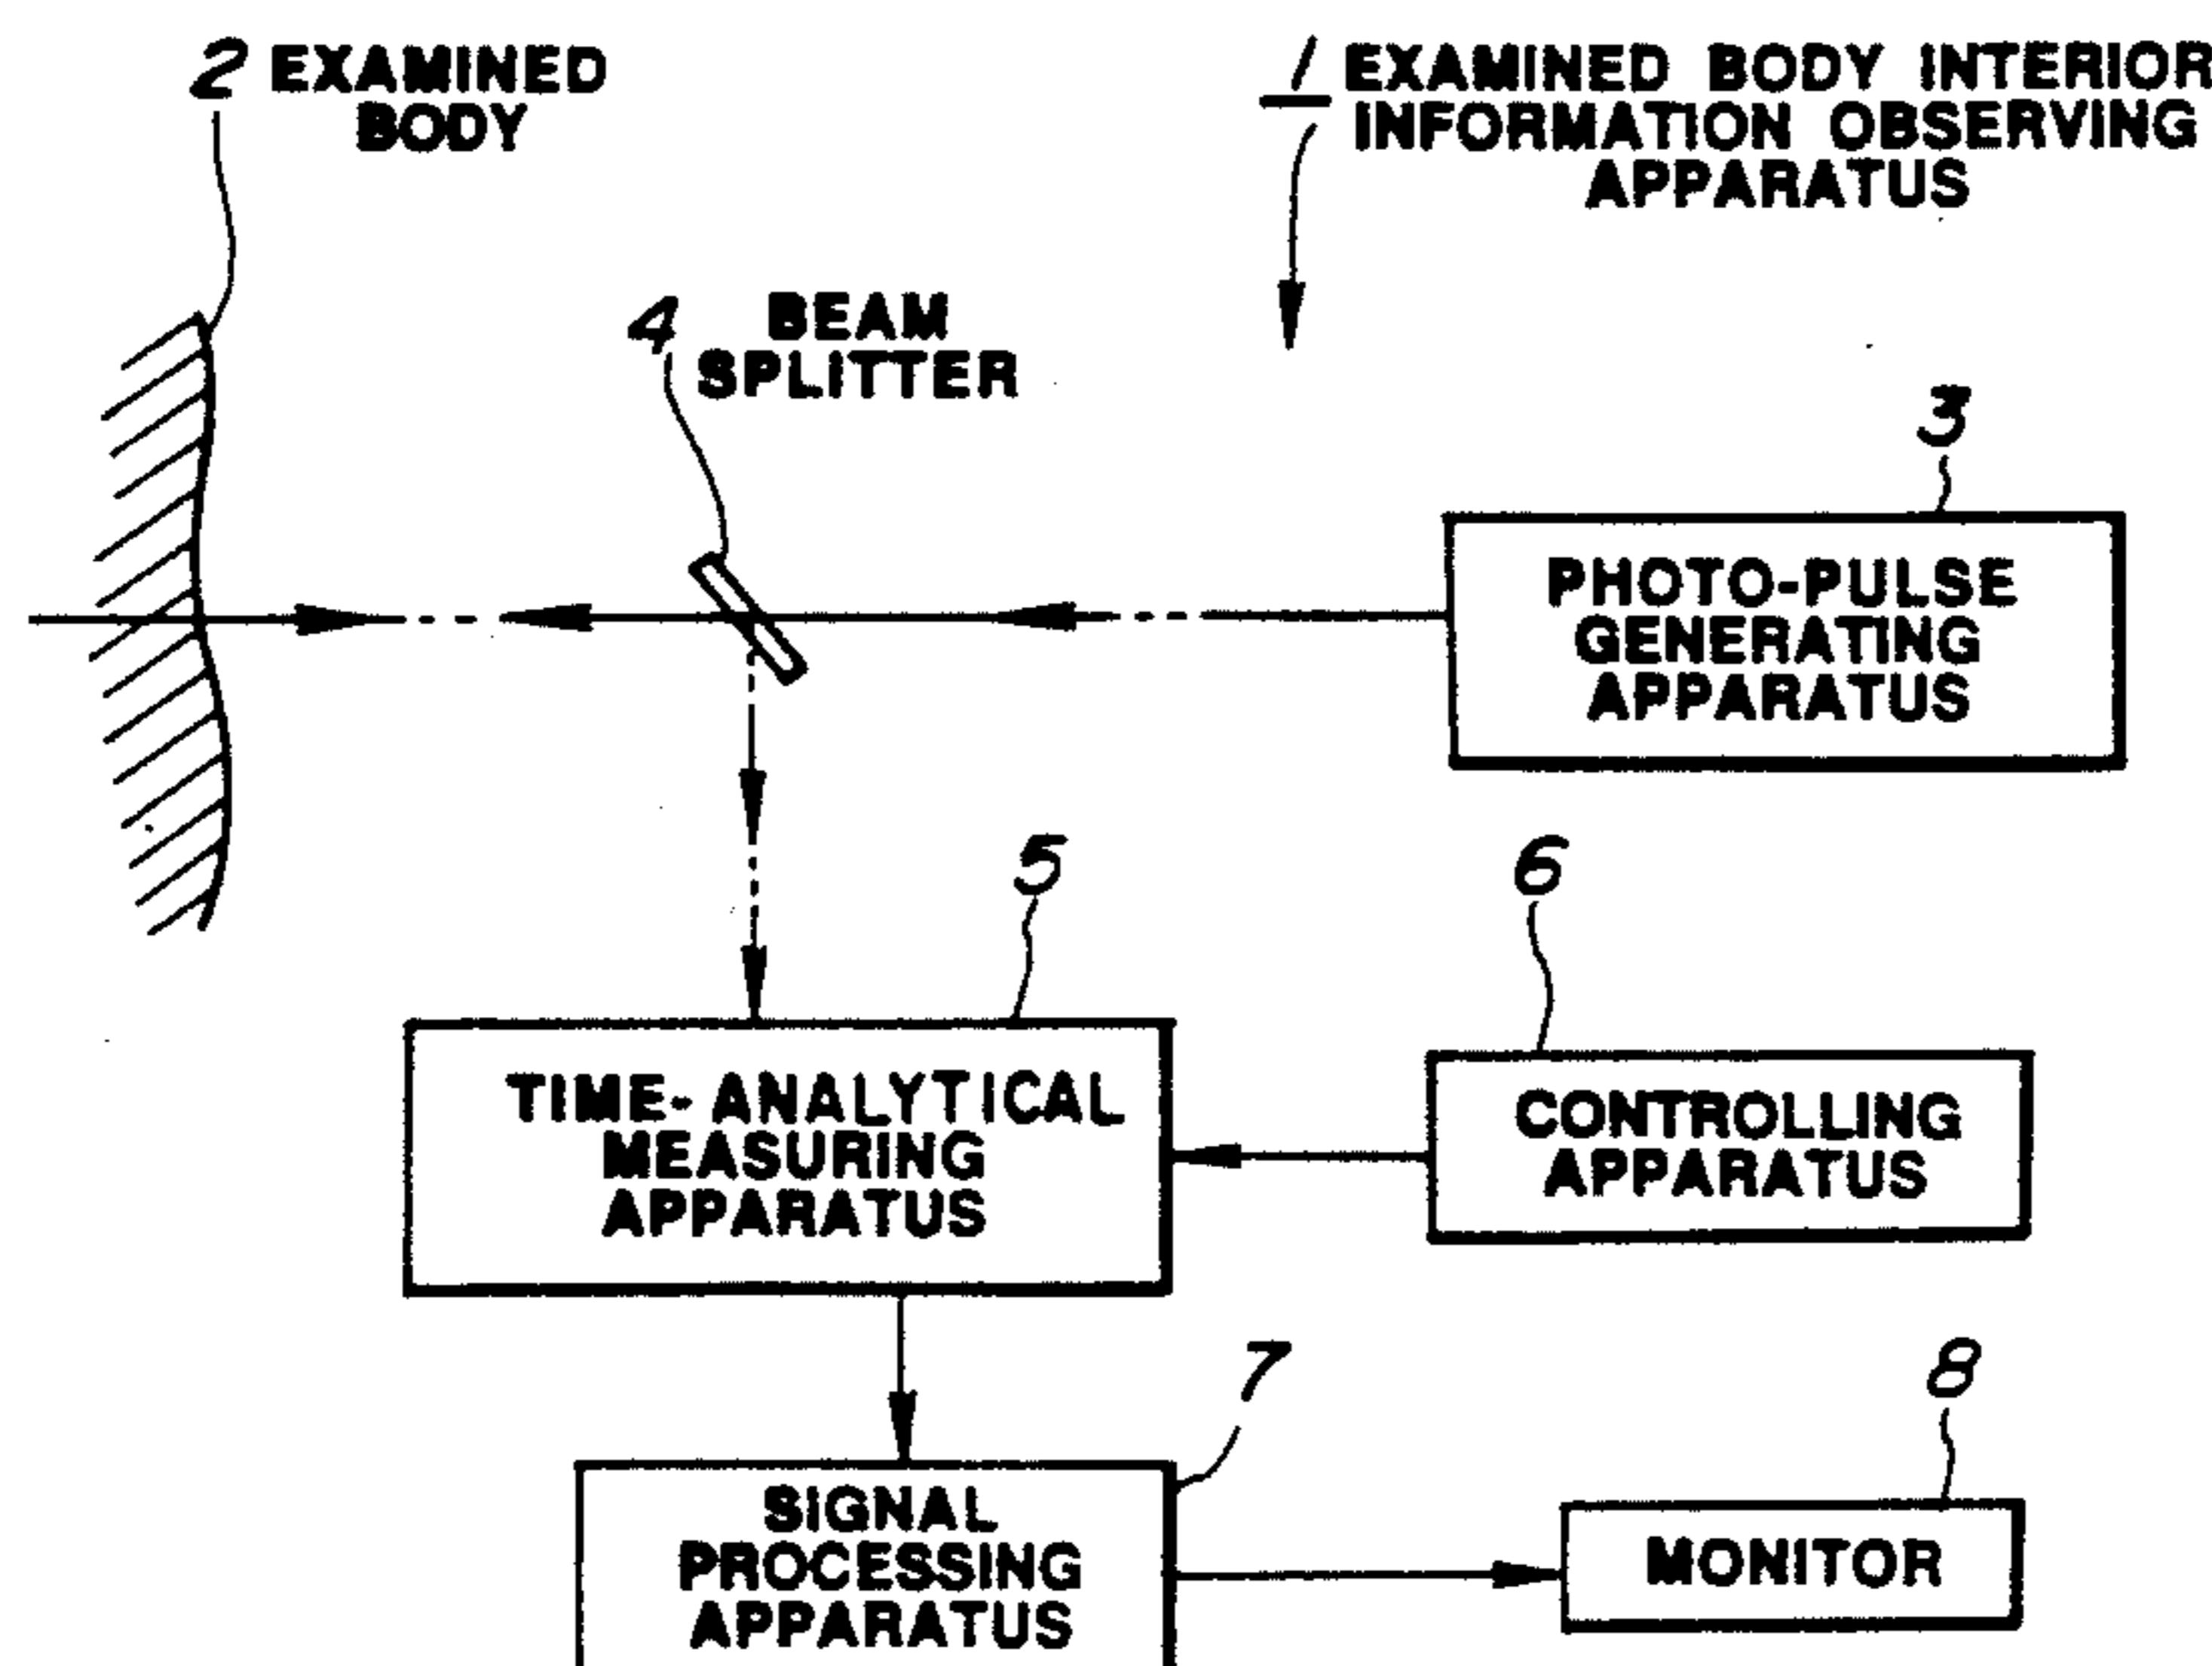 2 EXAMINED
BODY
1 EXAMINED BODY INTERIOR
INFORMATION OBSERVING
APPARATUS
4 BEAM
SPLITTER
3
PHOTO-PULSE
GENERATING
APPARATUS
5
6
TIME-ANALYTICAL
MEASURING
APPARATUS
CONTROLLING
APPARATUS
7
8
SIGNAL
PROCESSING
APPARATUS
MONITOR